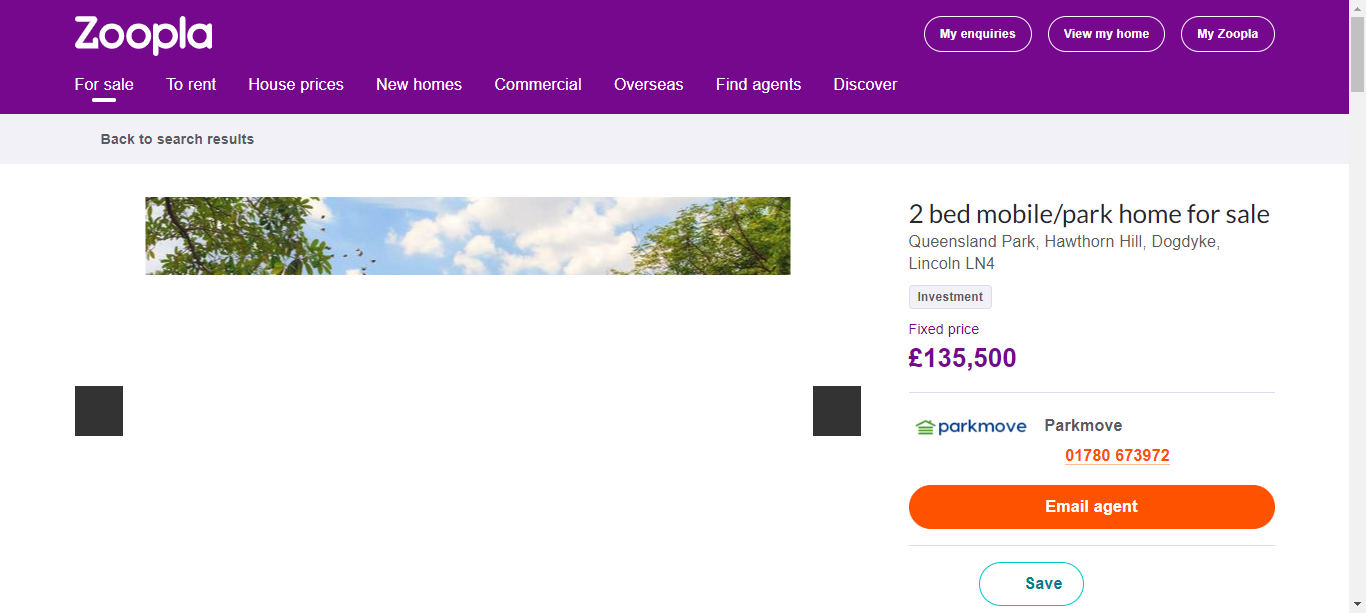 Zoopla
My enquiries
View my home
My Zoopla
For sale
To rent
House prices
New homes
Commercial
Overseas
Find agents
Discover
Back to search results
2 bed mobile/park home for sale
Queensland Park, Hawthorn Hill, Dogdyke,
Lincoln LN4
Investment
Fixed price
£135,500
parkmove
Parkmove
01780 673972
Email agent
Save